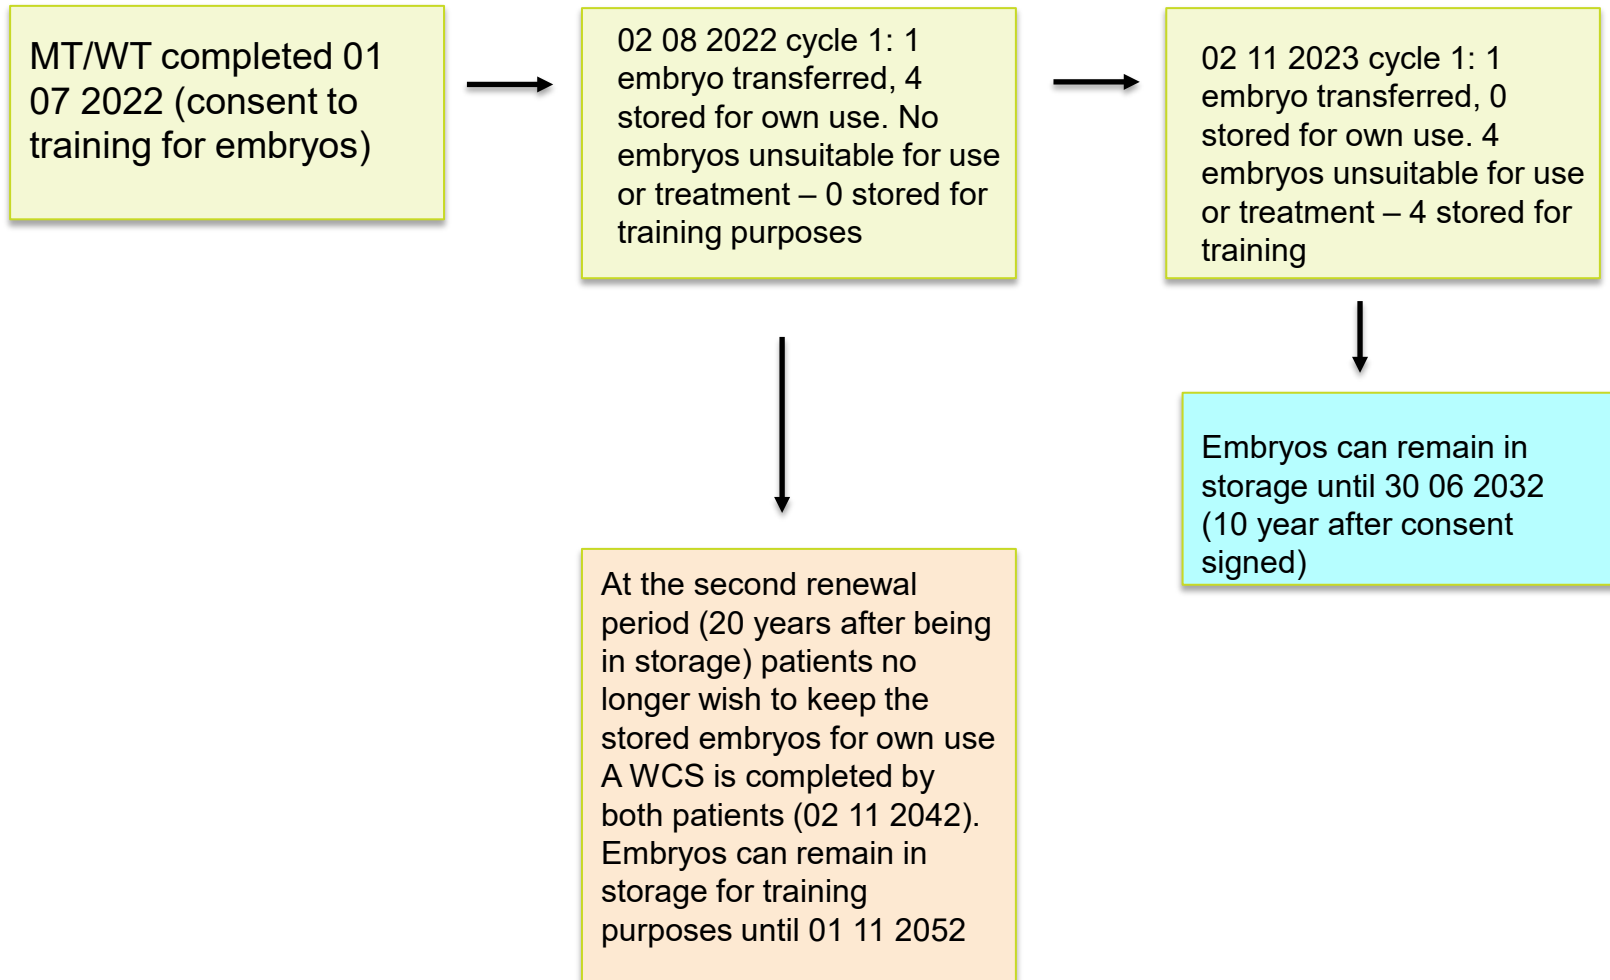 MT/WT completed 01
07 2022 (consent to
training for embryos)
02 08 2022 cycle 1: 1
embryo transferred, 4
stored for own use. No
embryos unsuitable for use
or treatment – 0 stored for
training purposes
02 11 2023 cycle 1: 1
embryo transferred, 0
stored for own use. 4
embryos unsuitable for use
or treatment – 4 stored for
training
Embryos can remain in
storage until 30 06 2032
(10 year after consent
signed)
At the second renewal
period (20 years after being
in storage) patients no
longer wish to keep the
stored embryos for own use
A WCS is completed by
both patients (02 11 2042).
Embryos can remain in
storage for training
purposes until 01 11 2052